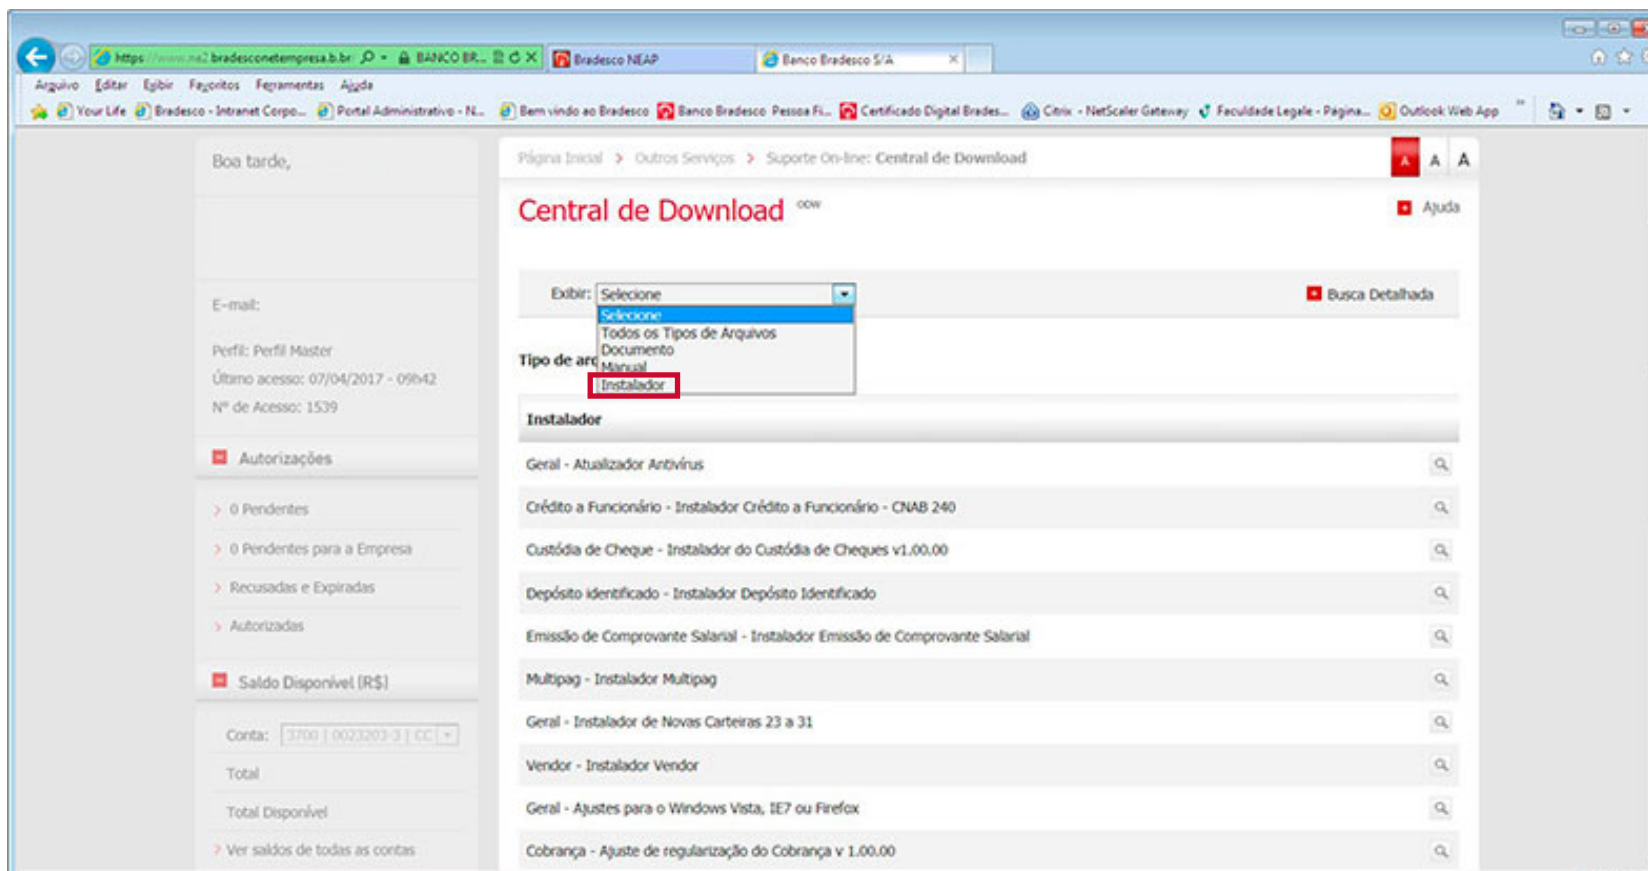 https://www.ne2.bradesconetempresa.b.br
BANCO BR...
Bradesco NEAP
Banco Bradesco S/A
Arquivo Editar Exibir Favoritos Ferramentas Ajuda
Your Life Bradesco - Intranet Corpo... Portal Administrativo - N... Bem vindo ao Bradesco Banco Bradesco Pessoa Fi... Certificado Digital Brades... Citrix - NetScaler Gateway Faculdade Legale - Página... Outlook Web App
Boa tarde,
E-mail:
Perfil: Perfil Master
Último acesso: 07/04/2017 - 09h42
Nº de Acesso: 1539
Autorizações
0 Pendentes
0 Pendentes para a Empresa
Recusadas e Expiradas
Autorizadas
Saldo Disponível [R$]
Conta: 3700 | 0023203-3 | CC
Total
Total Disponível
Ver saldos de todas as contas
Página Inicial > Outros Serviços > Suporte On-line: Central de Download
A A A
Central de Download ODW
Ajuda
Exibir: Selecione
Busca Detalhada
Selecione
Todos os Tipos de Arquivos
Documento
Manual
Instalador
Tipo de arq
Instalador
Geral - Atualizador Antivírus
Crédito a Funcionário - Instalador Crédito a Funcionário - CNAB 240
Custódia de Cheque - Instalador do Custódia de Cheques v1.00.00
Depósito identificado - Instalador Depósito Identificado
Emissão de Comprovante Salarial - Instalador Emissão de Comprovante Salarial
Multipag - Instalador Multipag
Geral - Instalador de Novas Carteiras 23 a 31
Vendor - Instalador Vendor
Geral - Ajustes para o Windows Vista, IE7 ou Firefox
Cobrança - Ajuste de regularização do Cobrança v 1.00.00